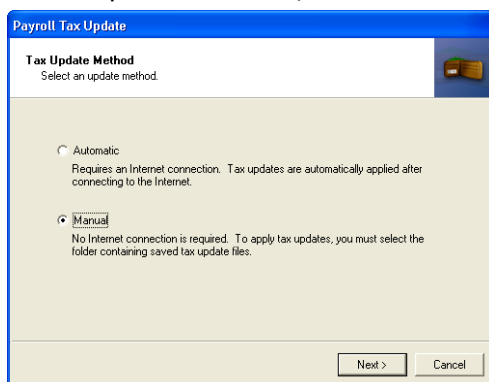 Payroll Tax Update
Tax Update Method
Select an update method.
Automatic
Requires an Internet connection. Tax updates are automatically applied after
connecting to the Internet.
Manual
No Internet connection is required. To apply tax updates, you must select the
folder containing saved tax update files.
Next >
Cancel